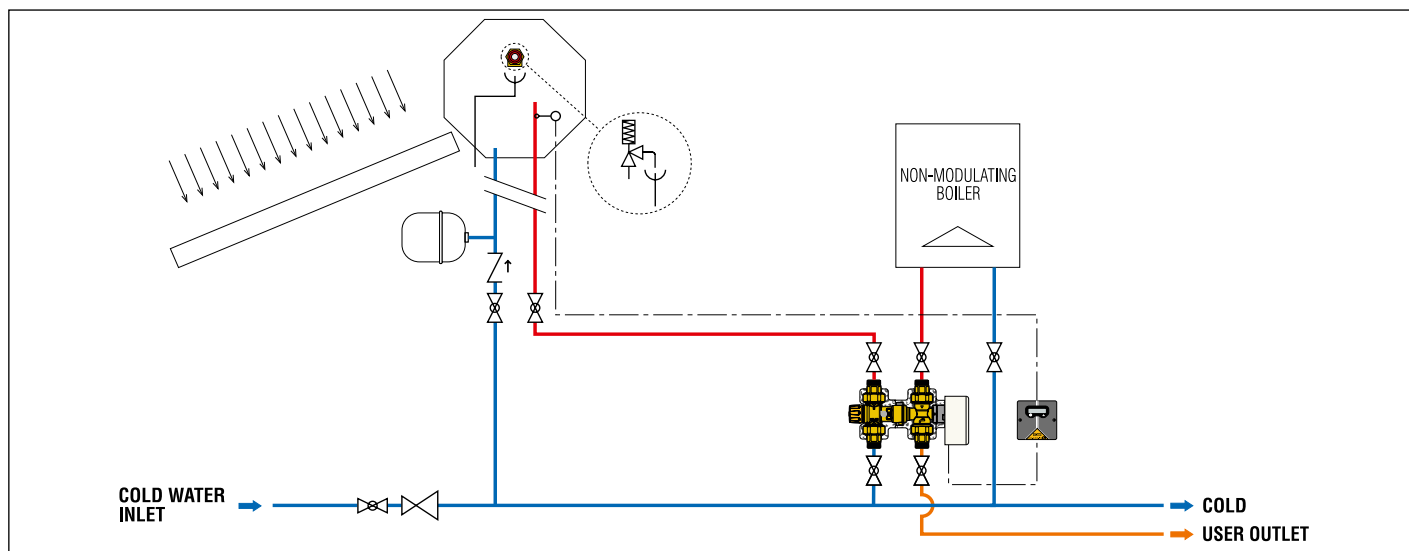 NON-MODULATING
BOILER
COLD WATER
INLET
COLD
USER OUTLET